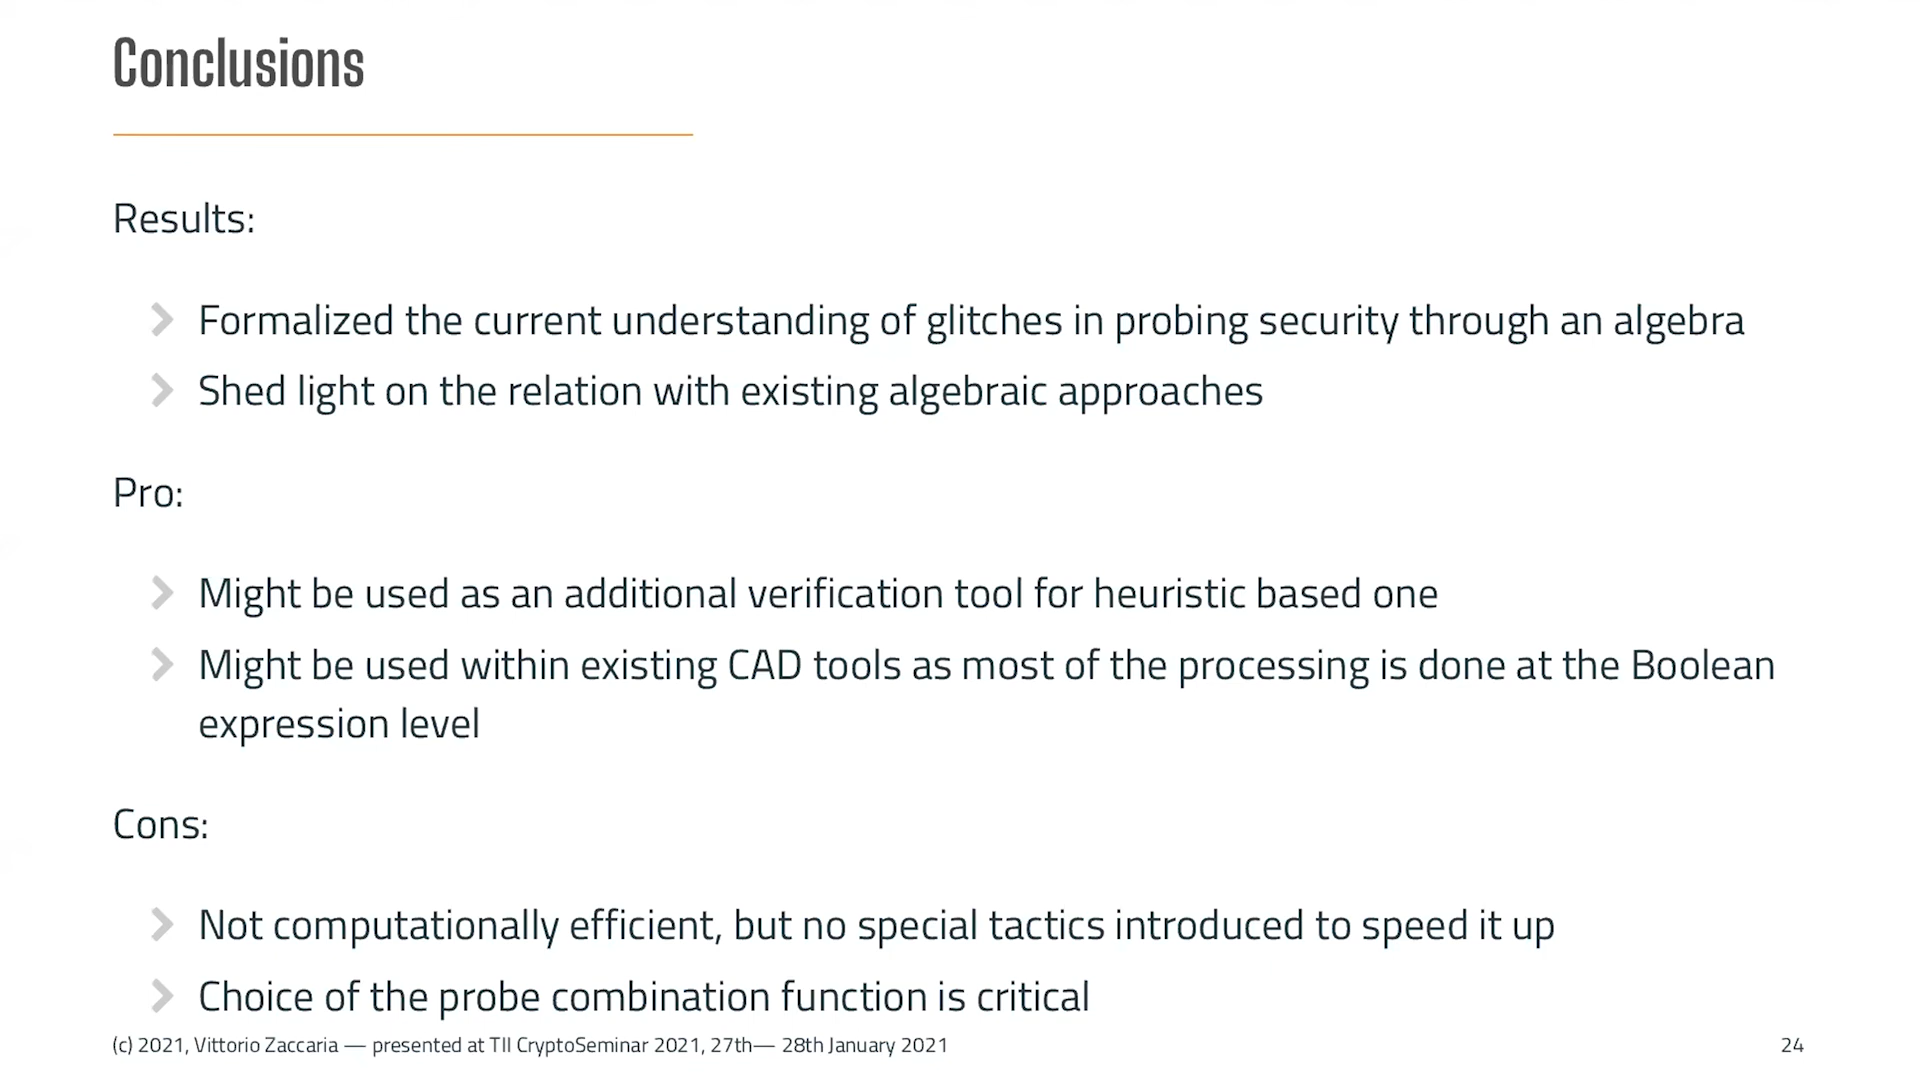 Conclusions
Results:
Formalized the current understanding of glitches in probing security through an algebra
Shed light on the relation with existing algebraic approaches
Pro:
Might be used as an additional verification tool for heuristic based one
Might be used within existing CAD tools as most of the processing is done at the Boolean
expression level
Cons:
Not computationally efficient, but no special tactics introduced to speed it up
Choice of the probe combination function is critical
(c) 2021, Vittorio Zaccaria — presented at TII CryptoSeminar 2021, 27th— 28th January 2021
24